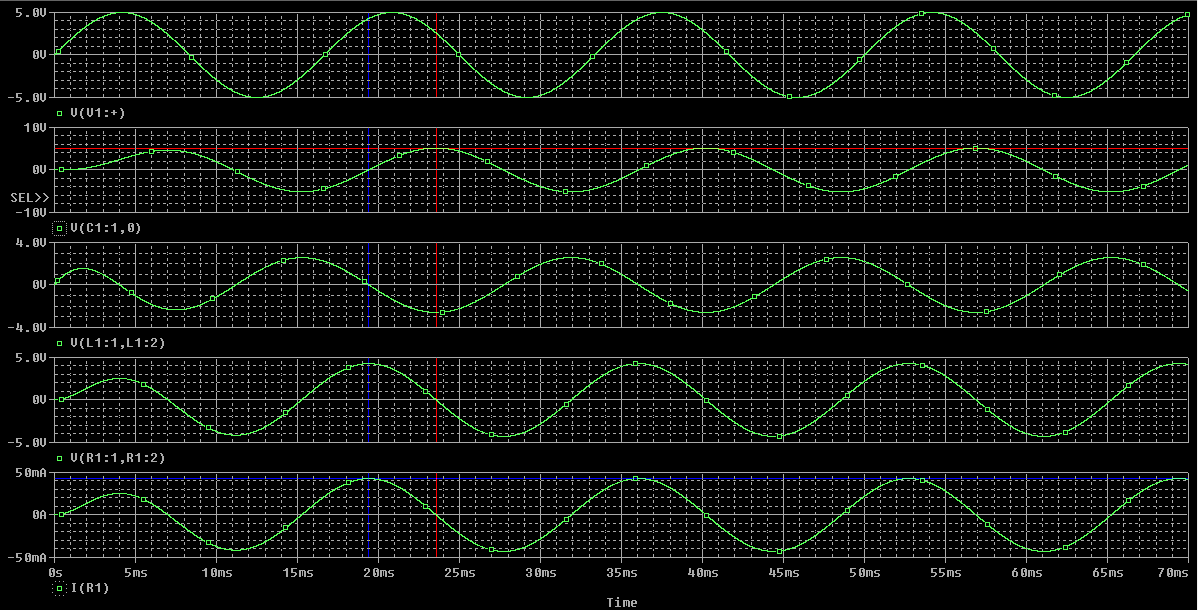 5.0V
0V
-5.0V
V(V1:+)
10V
0V
SEL>>
-10V
V(C1:1,0)
4.0V
0V
-4.0V
V(L1:1,L1:2)
5.0V
0V
-5.0V
V(R1:1,R1:2)
50mA
0A
-50mA
0s 5ms 10ms 15ms 20ms 25ms 30ms 35ms 40ms 45ms 50ms 55ms 60ms 65ms 70ms
I(R1)
Time